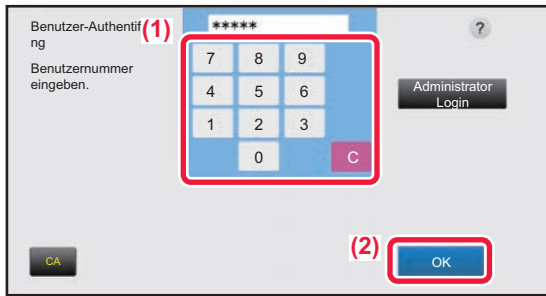 Benutzer-Authentif
ng
(1)
*****
?
Benutzernummer
eingeben.
7 8 9
4 5 6
1 2 3
0 C
Administrator
Login
(2)
CA
OK